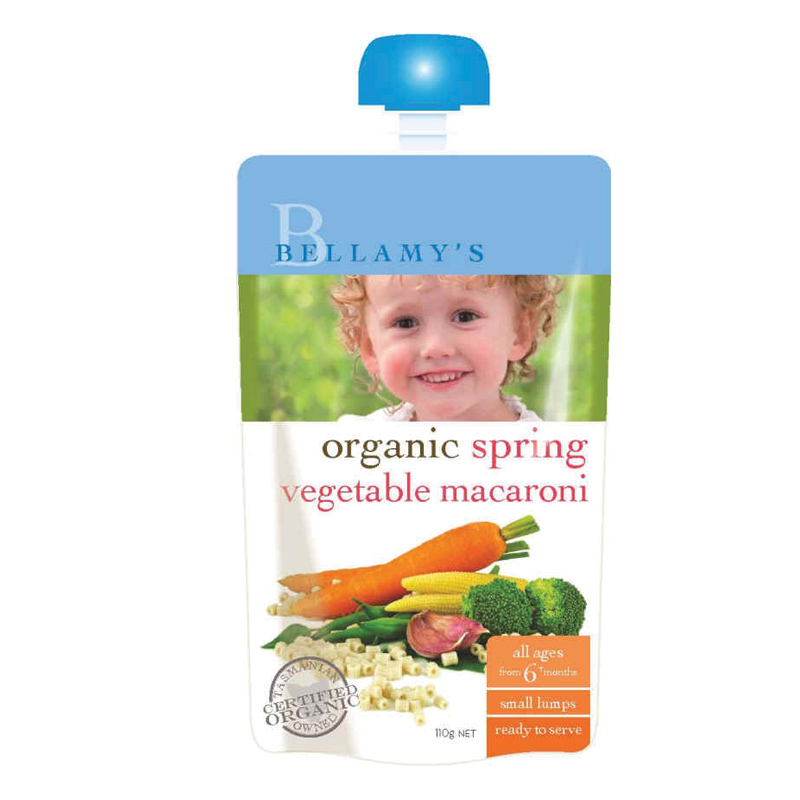 B
BELLAMY'S
organic spring
vegetable macaroni
all ages
from 6+ months
small lumps
ready to serve
TASMANIAN
CERTIFIED
ORGANIC
OWNED
110g NET